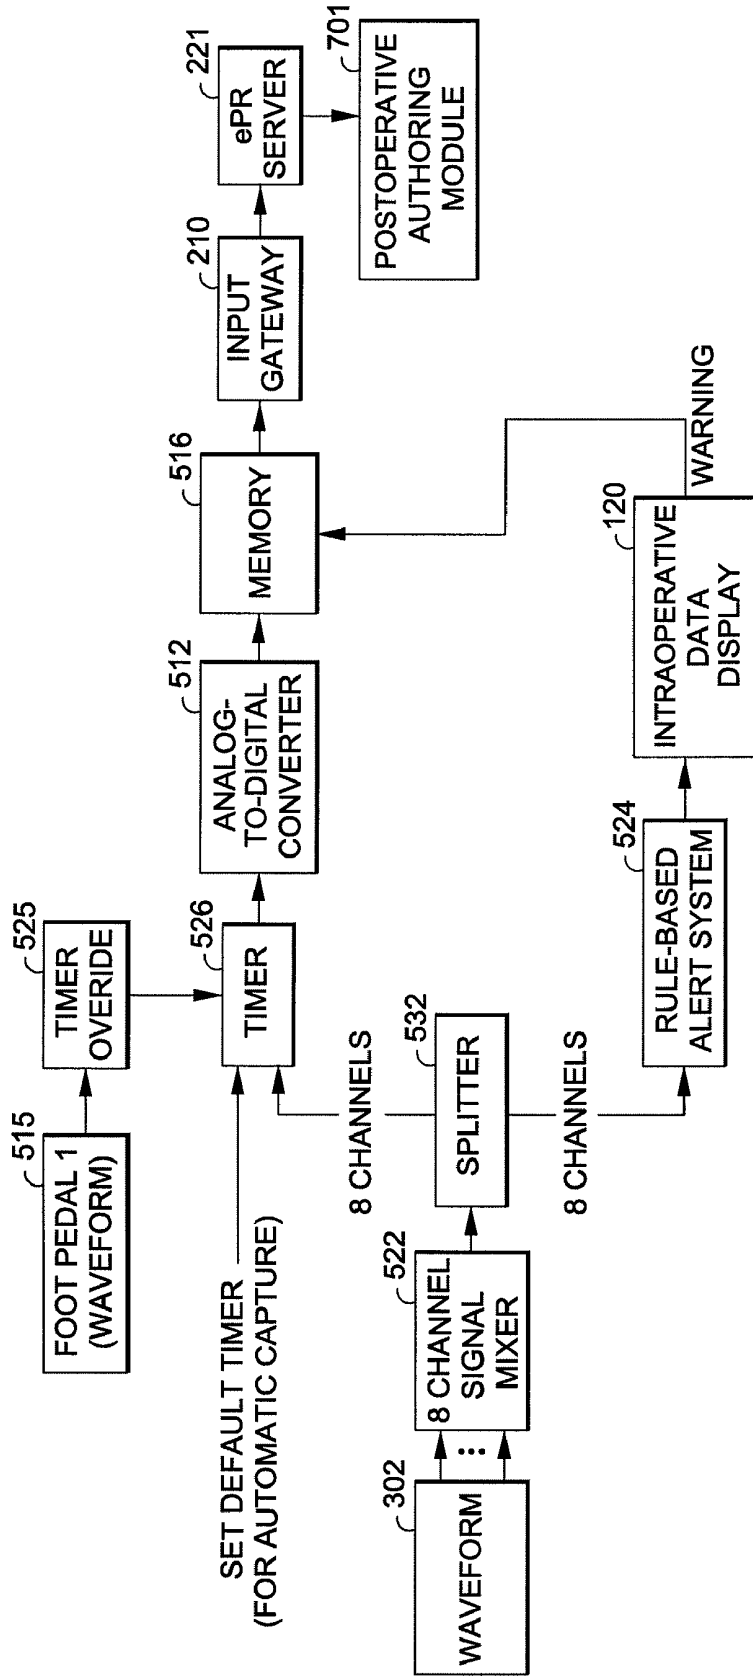 515
FOOT PEDAL 1
(WAVEFORM)
525
TIMER
OVERIDE
SET DEFAULT TIMER
(FOR AUTOMATIC CAPTURE)
526
TIMER
512
ANALOG-
TO-DIGITAL
CONVERTER
516
MEMORY
210
INPUT
GATEWAY
221
ePR
SERVER
701
POSTOPERATIVE
AUTHORING
MODULE
302
WAVEFORM
522
8 CHANNEL
SIGNAL
MIXER
8 CHANNELS
532
SPLITTER
8 CHANNELS
524
RULE-BASED
ALERT SYSTEM
120
INTRAOPERATIVE
DATA
DISPLAY
WARNING